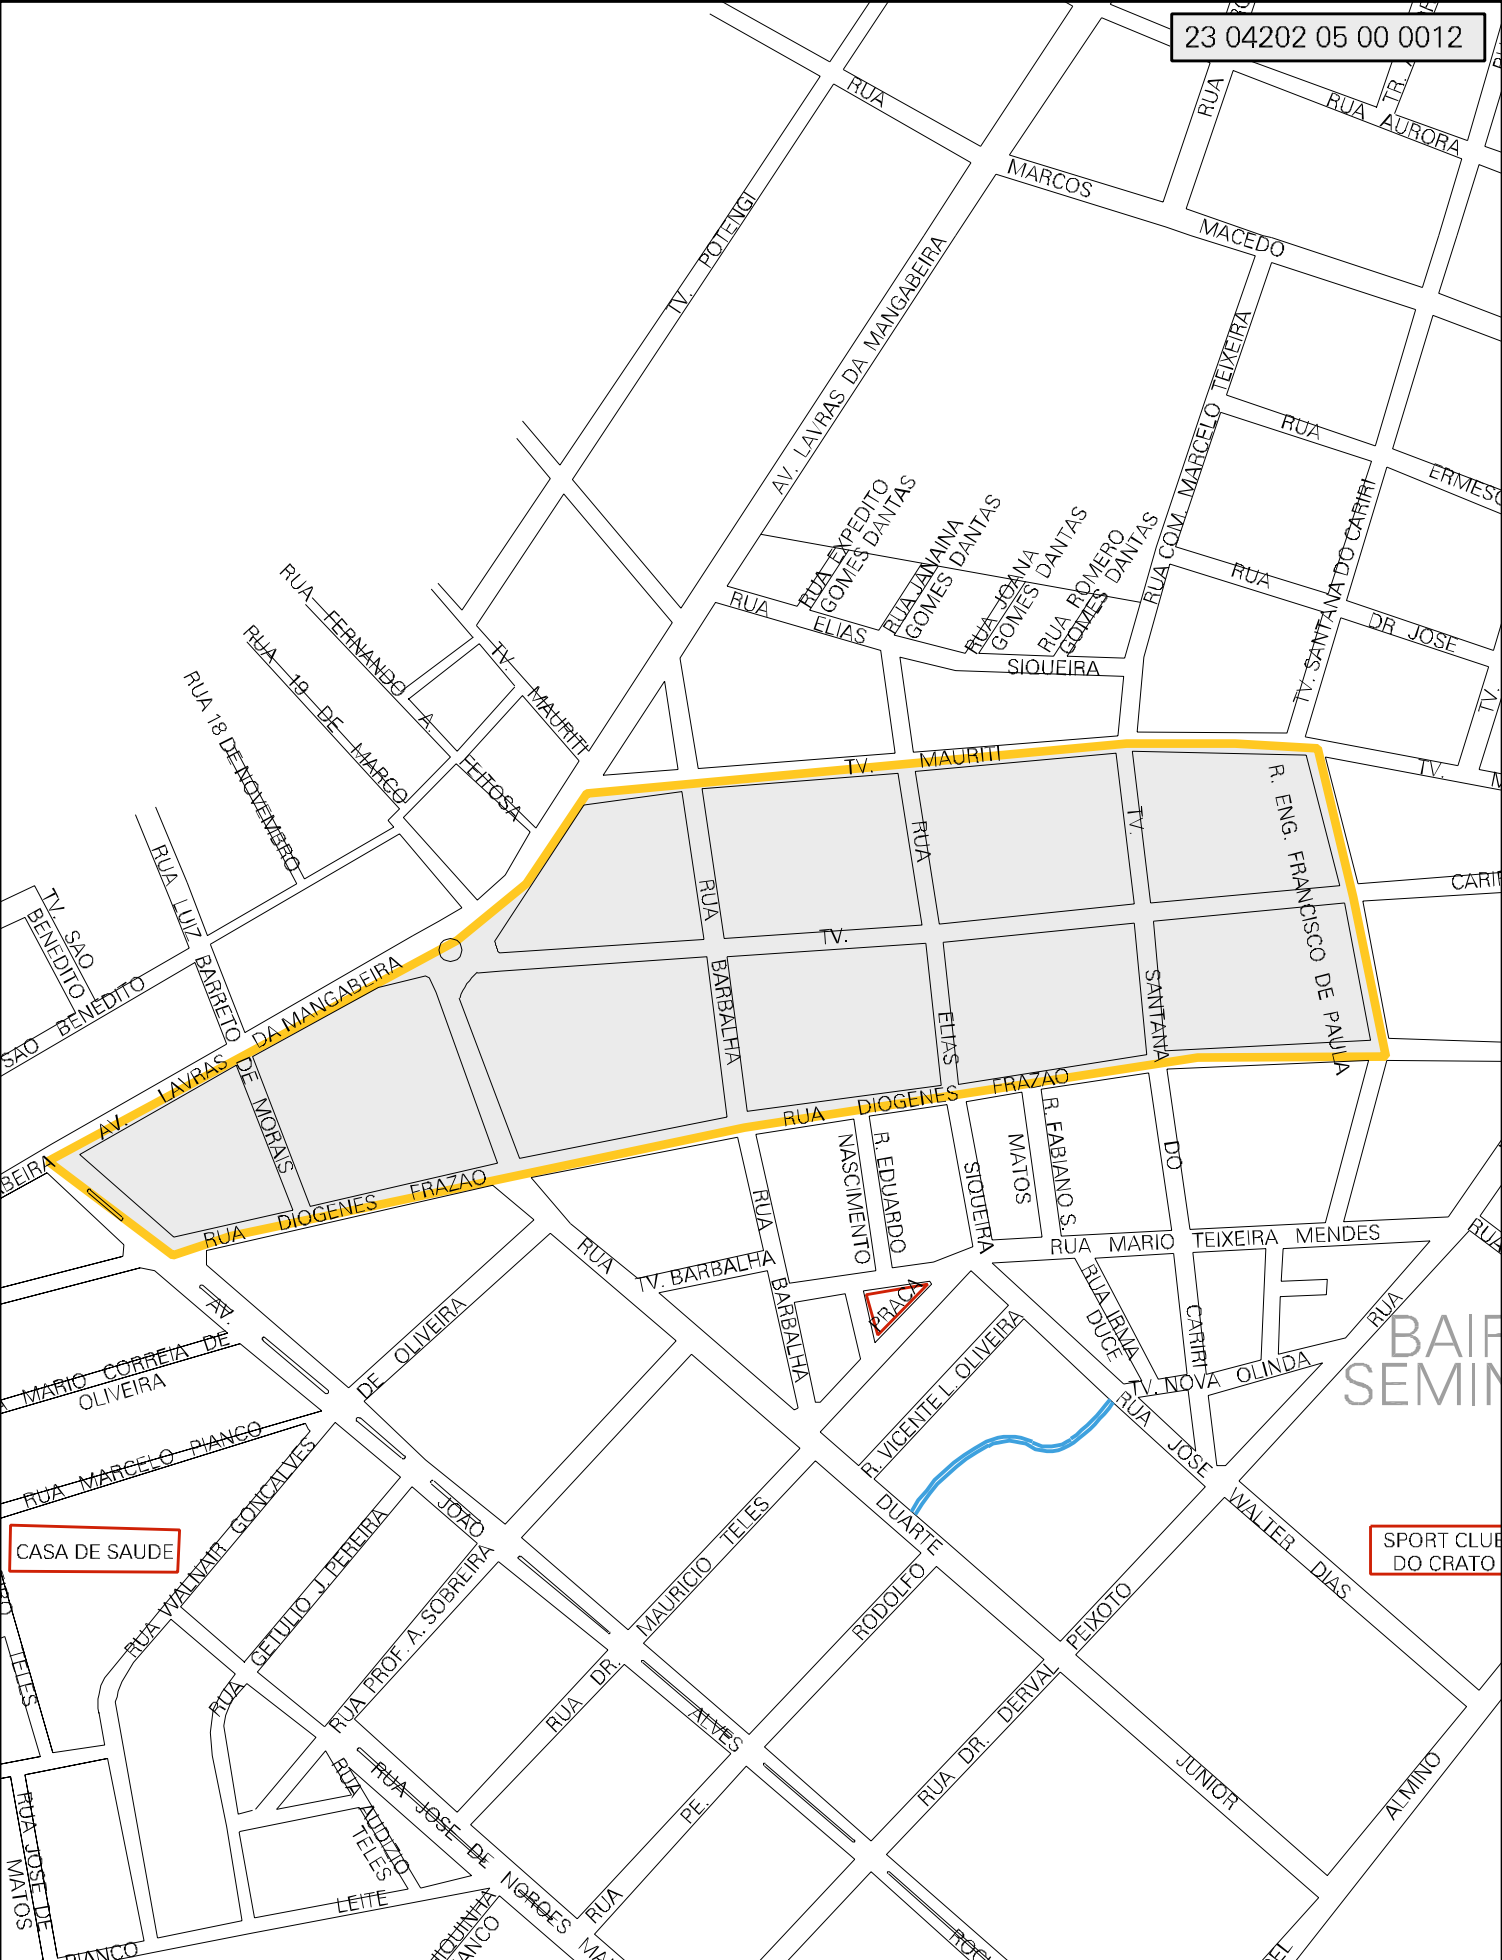 23 04202 05 00 0012
RUA
RUA
RUA AURORA
MARCOS
MACEDO
TV. POTENGI
AV. LAVRAS DA MANGABEIRA
RUA COM. MARCELO TEIXEIRA
RUA
TV. SANTANA DO CARIRI
RUA EXPEDITO
GOMES DANTAS
RUA JANAINA
GOMES DANTAS
RUA JOANA
GOMES DANTAS
RUA ROMERO
GOMES DANTAS
RUA
DR JOSE
RUA ELIAS SIQUEIRA
RUA FERNANDO A. FEITOSA
RUA 19 DE MARCO
RUA 18 DE NOVEMBRO
TV. MAURITI
TV. MAURITI
TV.
TV.
R. ENG. FRANCISCO DE PAULA
RUA LUIZ BARRETO DE MORAIS
TV. SAO
BENEDITO
SAO BENEDITO
AV. LAVRAS DA MANGABEIRA
RUA BARBALHA
TV.
RUA ELIAS SIQUEIRA
TV. SANTANA DO CARIRI
RUA DIOGENES FRAZAO
RUA DIOGENES FRAZAO
NASCIMENTO
R. EDUARDO
MATOS
R. FABIANO S.
RUA MARIO TEIXEIRA MENDES
RUA
RUA BARBALHA
TV. BARBALHA
PRACA
RUA IRMA
DUCE
TV. NOVA OLINDA
RUA
RUA
DE OLIVEIRA
AV.
MARIO CORREIA DE
OLIVEIRA
RUA MARCELO PIANCO
R. VICENTE L. OLIVEIRA
RUA JOSE WALTER DIAS
DUARTE
CASA DE SAUDE
SPORT CLUB
DO CRATO
RUA WALNAIR GONCALVES
RUA GETULIO J. PEREIRA
JOAO
RUA PROF. A. SOBREIRA
MAURICIO TELES
RODOLFO
PEIXOTO
RUA DR.
ALVES
RUA DR. DERVAL
JUNIOR
ALMINO
TELES
RUA JOSE DE
MATOS
RUA AUDIZIO
TELES
RUA JOSE DE NOROES
RUA PE.
LEITE
PIANCO